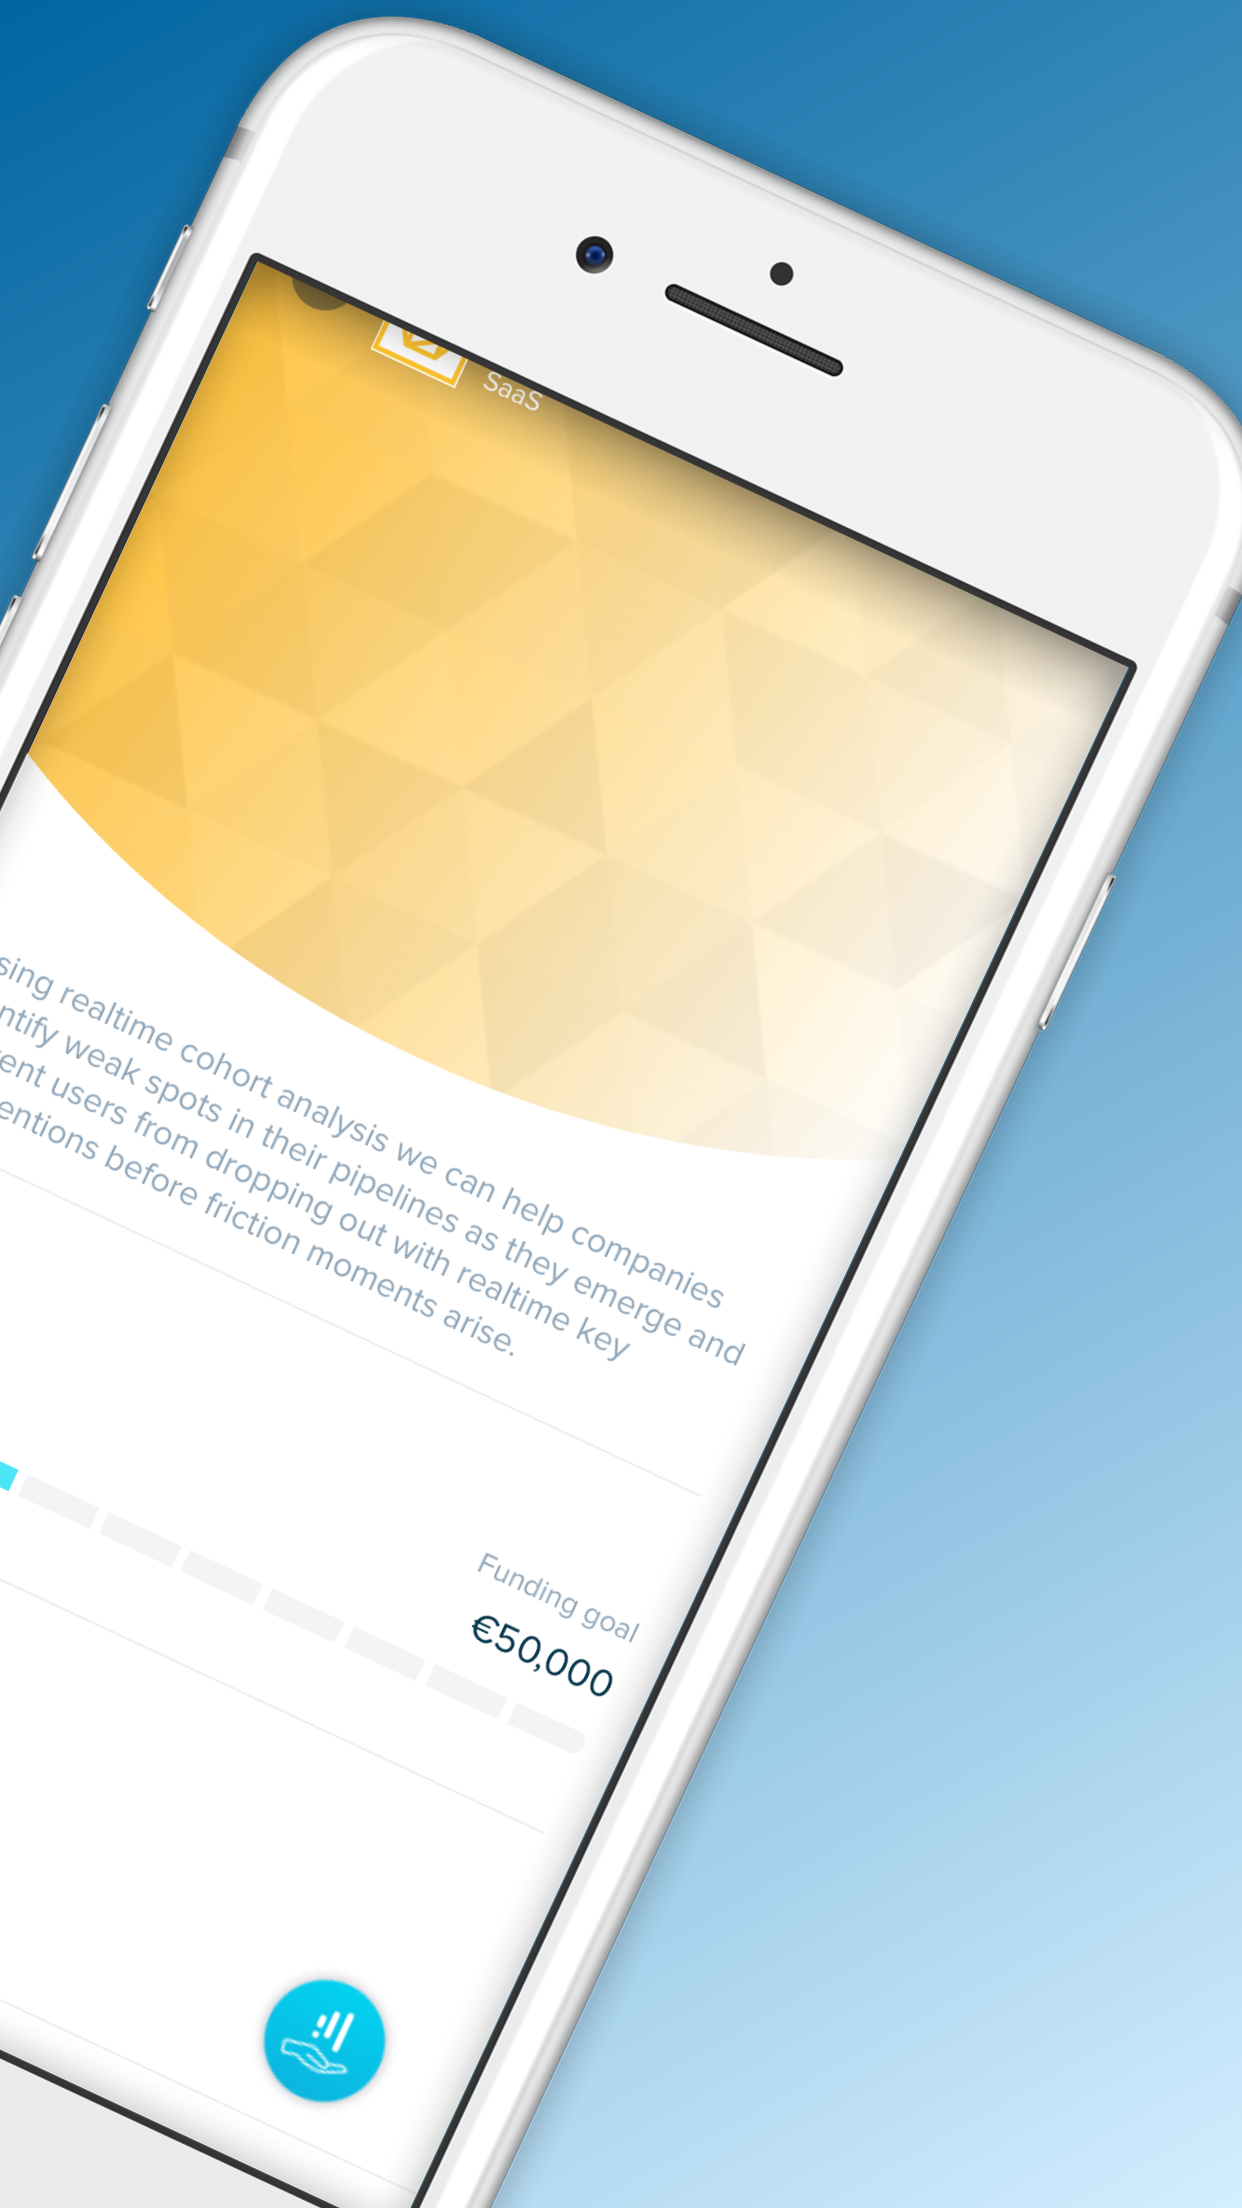 SaaS
sing realtime cohort analysis we can help companies
ntify weak spots in their pipelines as they emerge and
ent users from dropping out with realtime key
entions before friction moments arise.
Funding goal
€50,000